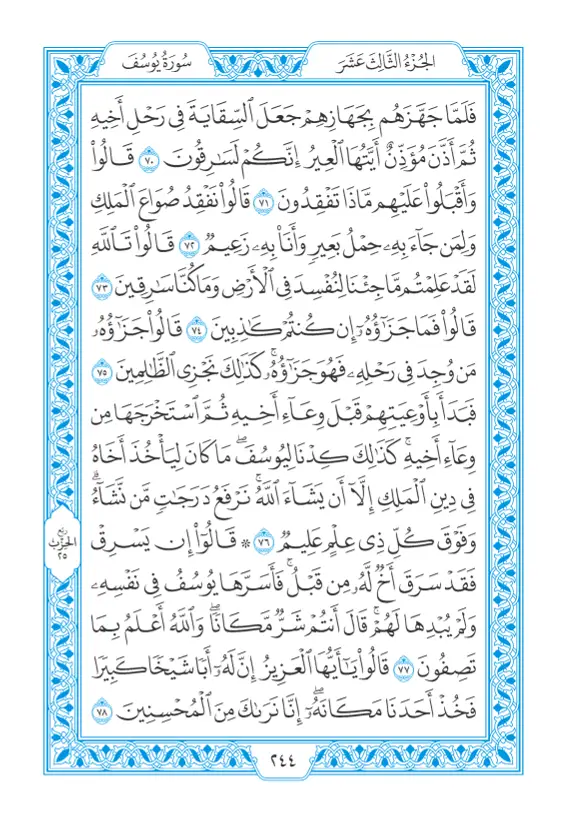 الجُزْءُ الثَّالِثَ عَشَرَ
سُورَةُ يُوسُفَ
فَلَمَّا جَهَّزَهُم بِجَهَازِهِمْ جَعَلَ ٱلسِّقَايَةَ فِى رَحْلِ أَخِيهِ
ثُمَّ أَذَّنَ مُؤَذِّنٌ أَيَّتُهَا ٱلْعِيرُ إِنَّكُمْ لَسَٰرِقُونَ ٧٠ قَالُوا۟
وَأَقْبَلُوا۟ عَلَيْهِم مَّاذَا تَفْقِدُونَ ٧١ قَالُوا۟ نَفْقِدُ صُوَاعَ ٱلْمَلِكِ
وَلِمَن جَآءَ بِهِۦ حِمْلُ بَعِيرٍ وَأَنَا۠ بِهِۦ زَعِيمٌ ٧٢ قَالُوا۟ تَٱللَّهِ
لَقَدْ عَلِمْتُم مَّا جِئْنَا لِنُفْسِدَ فِى ٱلْأَرْضِ وَمَا كُنَّا سَٰرِقِينَ ٧٣
قَالُوا۟ فَمَا جَزَٰٓؤُهُۥٓ إِن كُنتُمْ كَٰذِبِينَ ٧٤ قَالُوا۟ جَزَٰٓؤُهُۥ
مَن وُجِدَ فِى رَحْلِهِۦ فَهُوَ جَزَٰٓؤُهُۥ ۚ كَذَٰلِكَ نَجْزِى ٱلظَّٰلِمِينَ ٧٥
فَبَدَأَ بِأَوْعِيَتِهِمْ قَبْلَ وِعَآءِ أَخِيهِ ثُمَّ ٱسْتَخْرَجَهَا مِن
وِعَآءِ أَخِيهِ ۚ كَذَٰلِكَ كِدْنَا لِيُوسُفَ ۖ مَا كَانَ لِيَأْخُذَ أَخَاهُ
فِى دِينِ ٱلْمَلِكِ إِلَّآ أَن يَشَآءَ ٱللَّهُ ۚ نَرْفَعُ دَرَجَٰتٍ مَّن نَّشَآءُ ۗ
وَفَوْقَ كُلِّ ذِى عِلْمٍ عَلِيمٌ ٧٦ ۞ قَالُوٓا۟ إِن يَسْرِقْ
فَقَدْ سَرَقَ أَخٌ لَّهُۥ مِن قَبْلُ ۚ فَأَسَرَّهَا يُوسُفُ فِى نَفْسِهِۦ
وَلَمْ يُبْدِهَا لَهُمْ ۚ قَالَ أَنتُمْ شَرٌّ مَّكَانًا ۖ وَٱللَّهُ أَعْلَمُ بِمَا
تَصِفُونَ ٧٧ قَالُوا۟ يَٰٓأَيُّهَا ٱلْعَزِيزُ إِنَّ لَهُۥٓ أَبًا شَيْخًا كَبِيرًا
فَخُذْ أَحَدَنَا مَكَانَهُۥٓ ۖ إِنَّا نَرَىٰكَ مِنَ ٱلْمُحْسِنِينَ ٧٨
ربع
الحزب
٢٥
٢٤٤